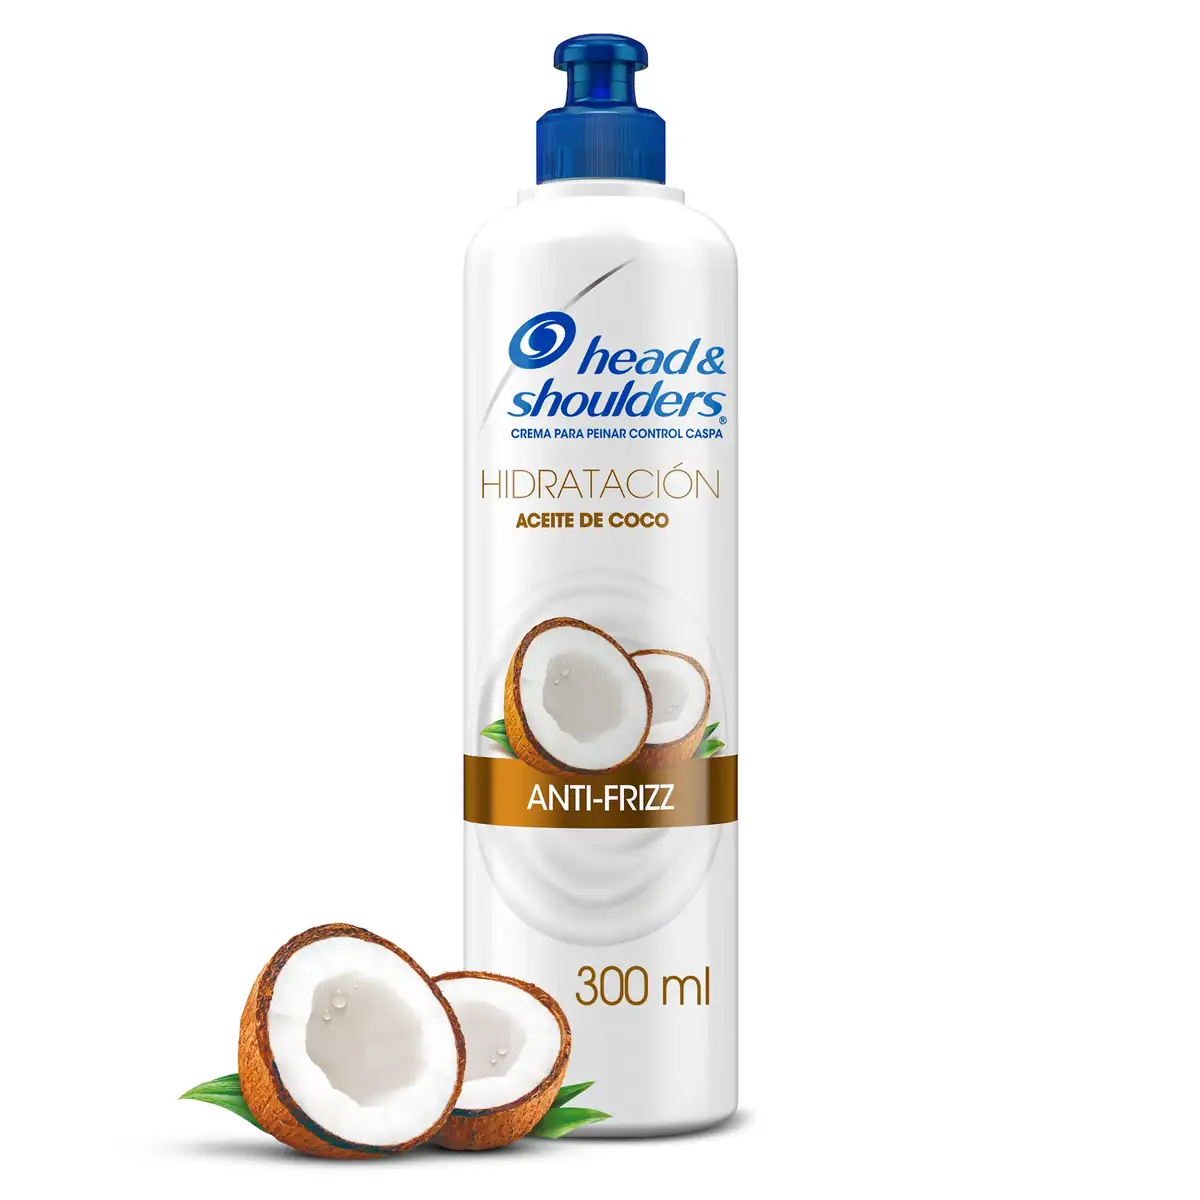 head &
shoulders®
CREMA PARA PEINAR CONTROL CASPA
HIDRATACIÓN
ACEITE DE COCO
ANTI-FRIZZ
300 ml